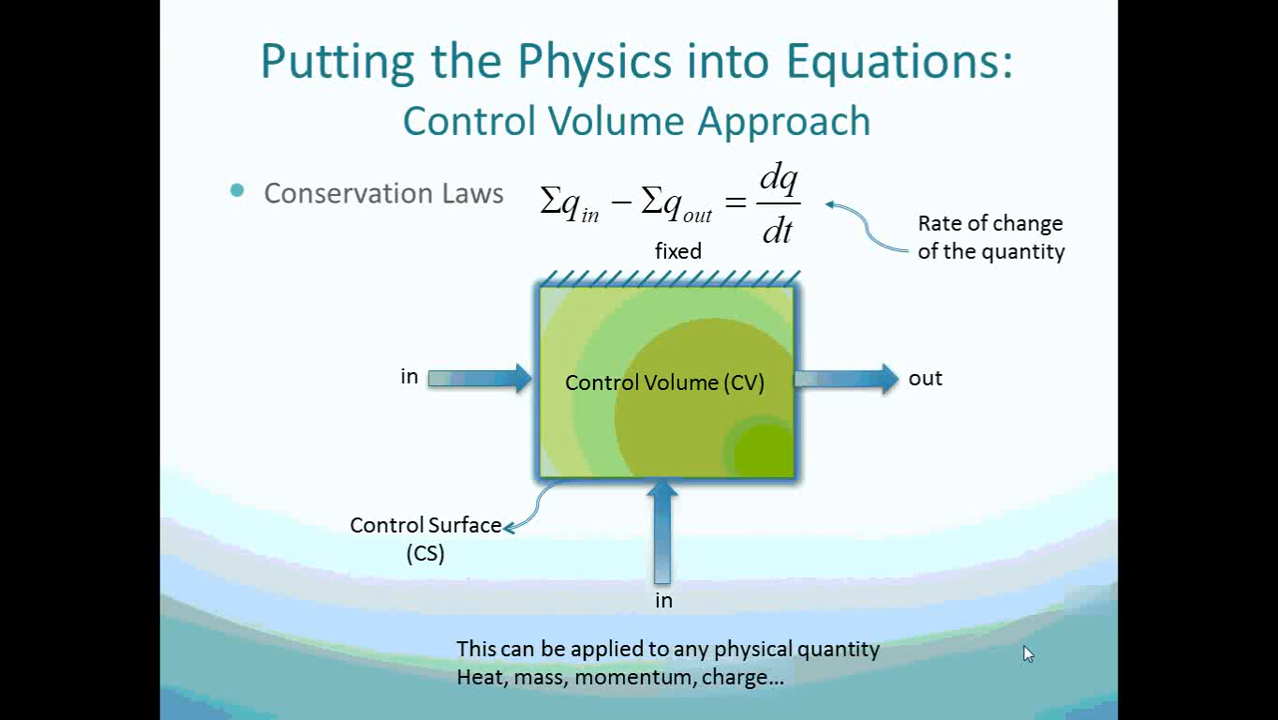 Putting the Physics into Equations:
Control Volume Approach
• Conservation Laws
Σq_in − Σq_out = dq/dt
Rate of change
of the quantity
fixed
in
Control Volume (CV)
out
Control Surface
(CS)
in
This can be applied to any physical quantity
Heat, mass, momentum, charge…